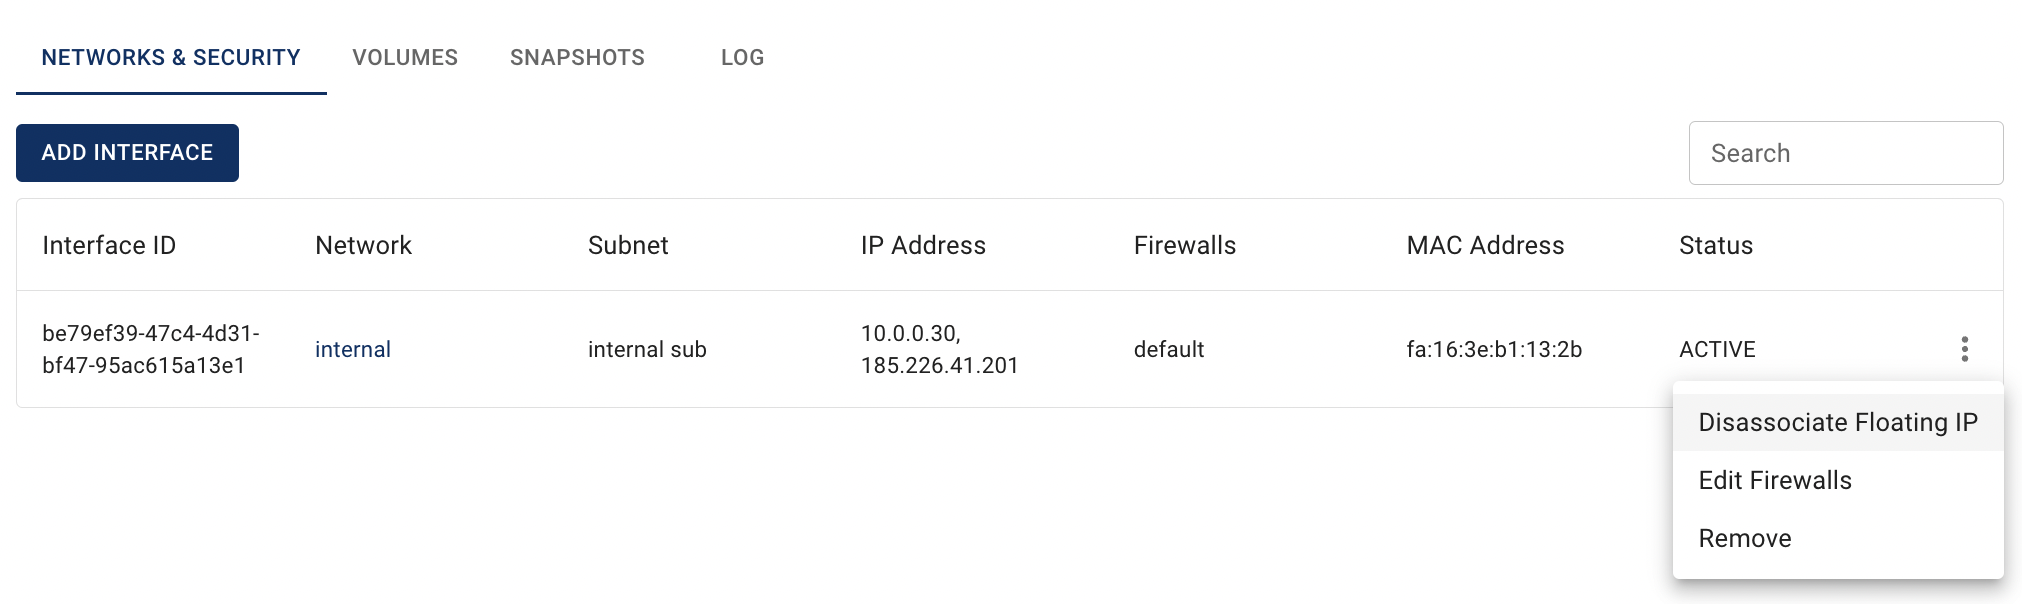 NETWORKS & SECURITY VOLUMES SNAPSHOTS LOG
ADD INTERFACE Search
Interface ID Network Subnet IP Address Firewalls MAC Address Status
be79ef39-47c4-4d31-
bf47-95ac615a13e1
internal
internal sub
10.0.0.30,
185.226.41.201
default
fa:16:3e:b1:13:2b
ACTIVE
Disassociate Floating IP
Edit Firewalls
Remove